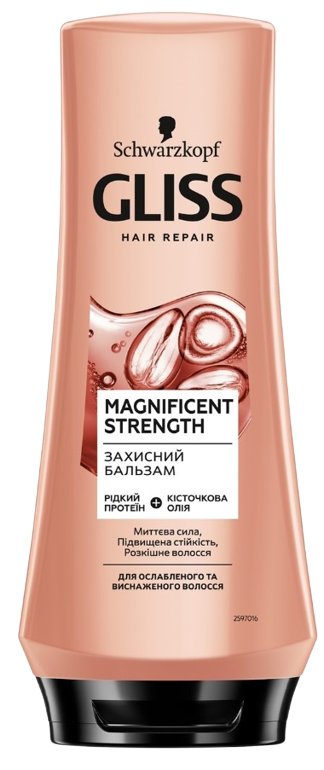 Schwarzkopf
GLISS
HAIR REPAIR
MAGNIFICENT
STRENGTH
ЗАХИСНИЙ
БАЛЬЗАМ
РІДКИЙ
ПРОТЕЇН
+
КІСТОЧКОВА
ОЛІЯ
Миттєва сила,
Підвищена стійкість,
Розкішне волосся
ДЛЯ ОСЛАБЛЕНОГО ТА
ВИСНАЖЕНОГО ВОЛОССЯ
2597016